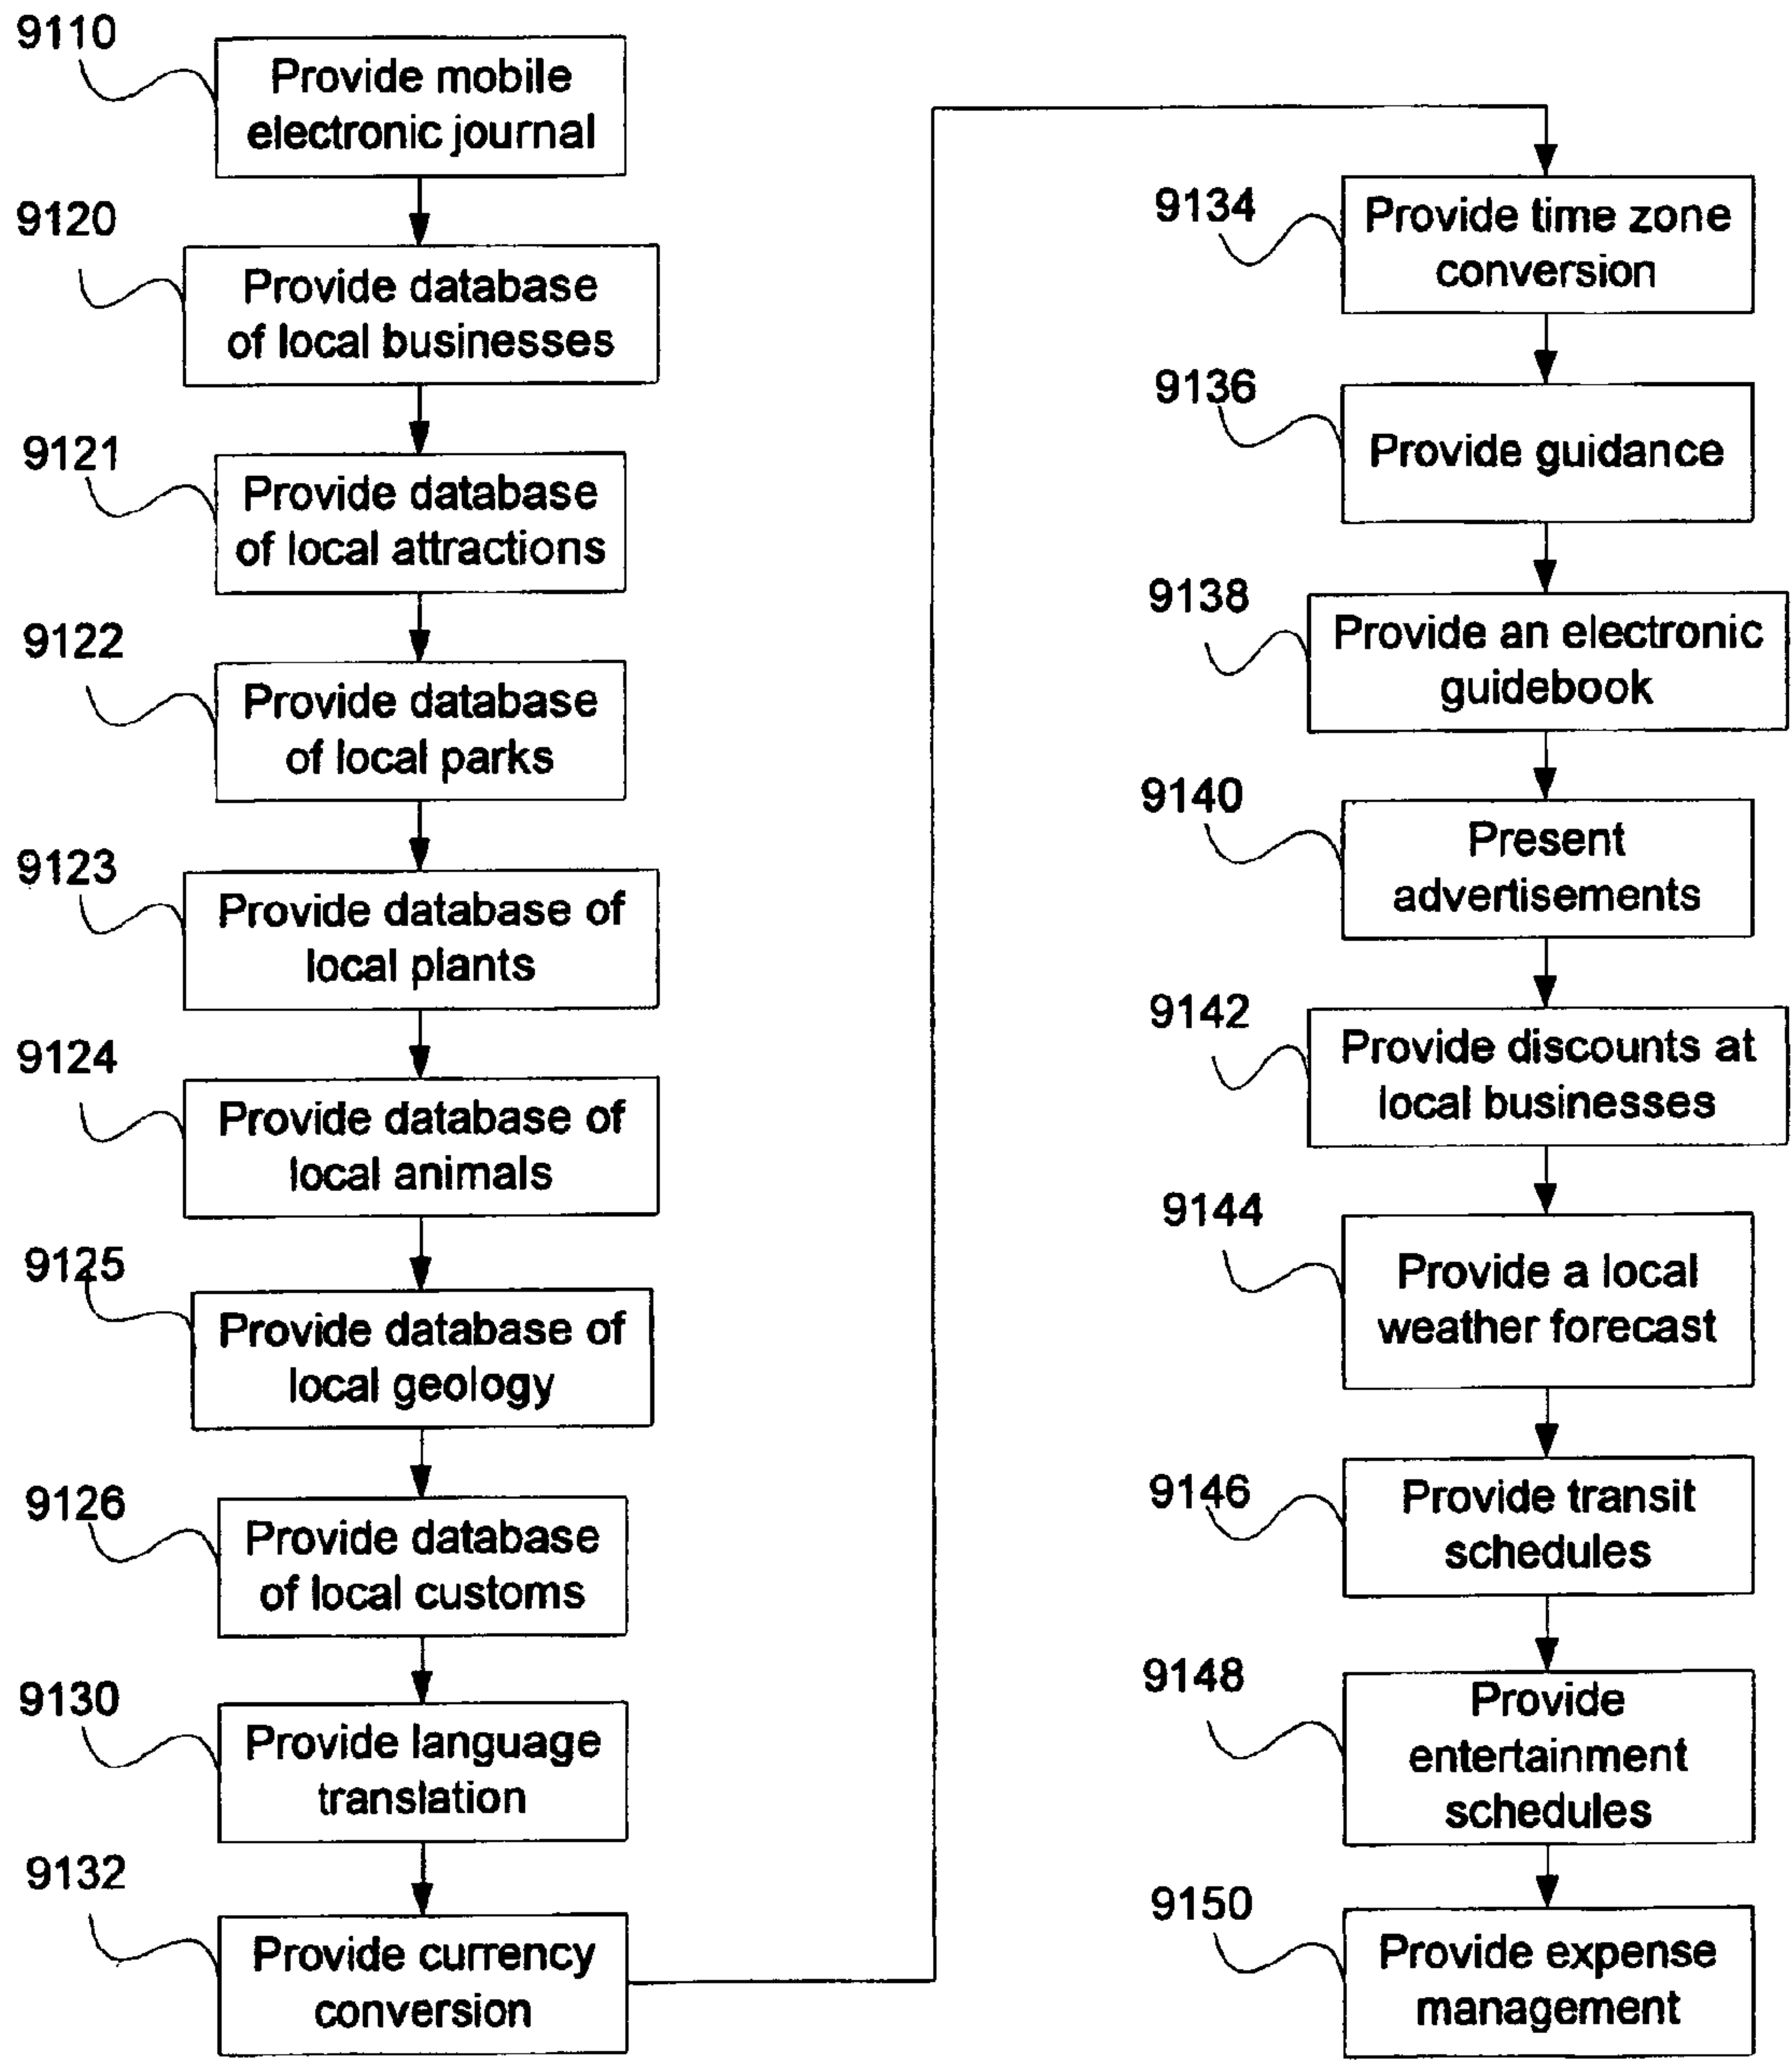 9110
Provide mobile
electronic journal
9120
Provide database
of local businesses
9121
Provide database
of local attractions
9122
Provide database
of local parks
9123
Provide database of
local plants
9124
Provide database of
local animals
9125
Provide database of
local geology
9126
Provide database
of local customs
9130
Provide language
translation
9132
Provide currency
conversion
9134
Provide time zone
conversion
9136
Provide guidance
9138
Provide an electronic
guidebook
9140
Present
advertisements
9142
Provide discounts at
local businesses
9144
Provide a local
weather forecast
9146
Provide transit
schedules
9148
Provide
entertainment
schedules
9150
Provide expense
management